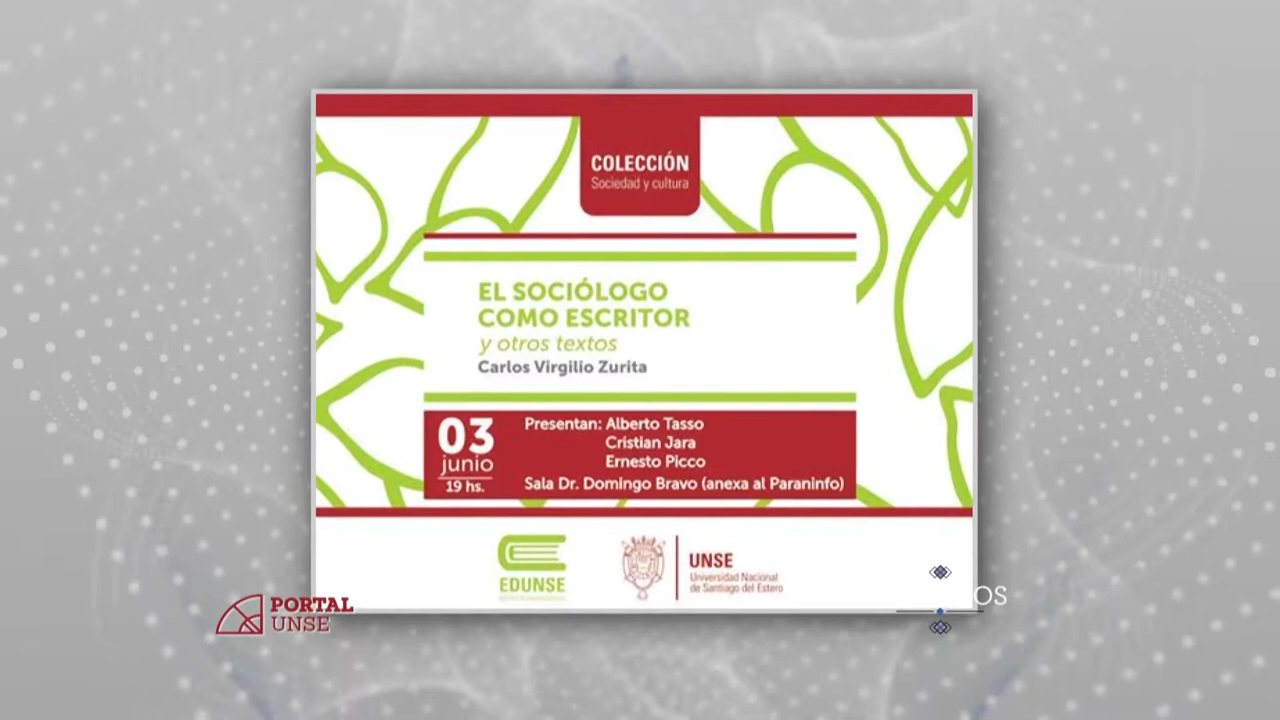 COLECCIÓN
Sociedad y cultura
EL SOCIÓLOGO
COMO ESCRITOR
y otros textos
Carlos Virgilio Zurita
03
junio
19 hs.
Presentan: Alberto Tasso
Cristian Jara
Ernesto Picco
Sala Dr. Domingo Bravo (anexa al Paraninfo)
EDUNSE
UNSE
Universidad Nacional
de Santiago del Estero
PORTAL
UNSE
OS